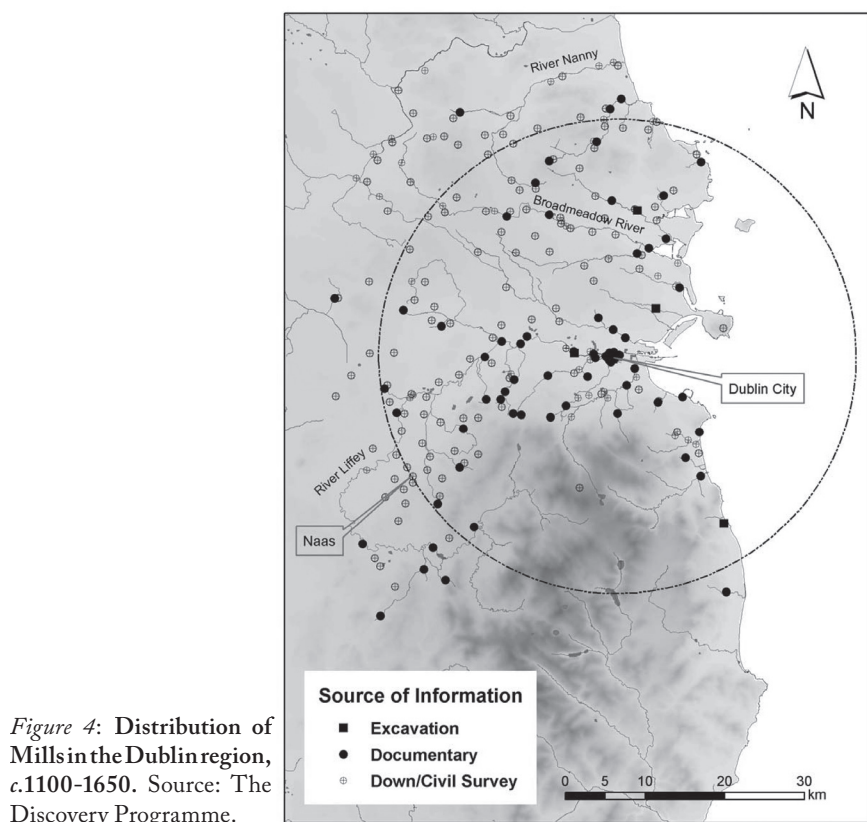 River Nanny
N
Broadmeadow River
Dublin City
River Liffey
Naas
Source of Information
Excavation
Documentary
Down/Civil Survey
0 5 10 20 30
km
Figure 4: Distribution of
Mills in the Dublin region,
c.1100-1650. Source: The
Discovery Programme.